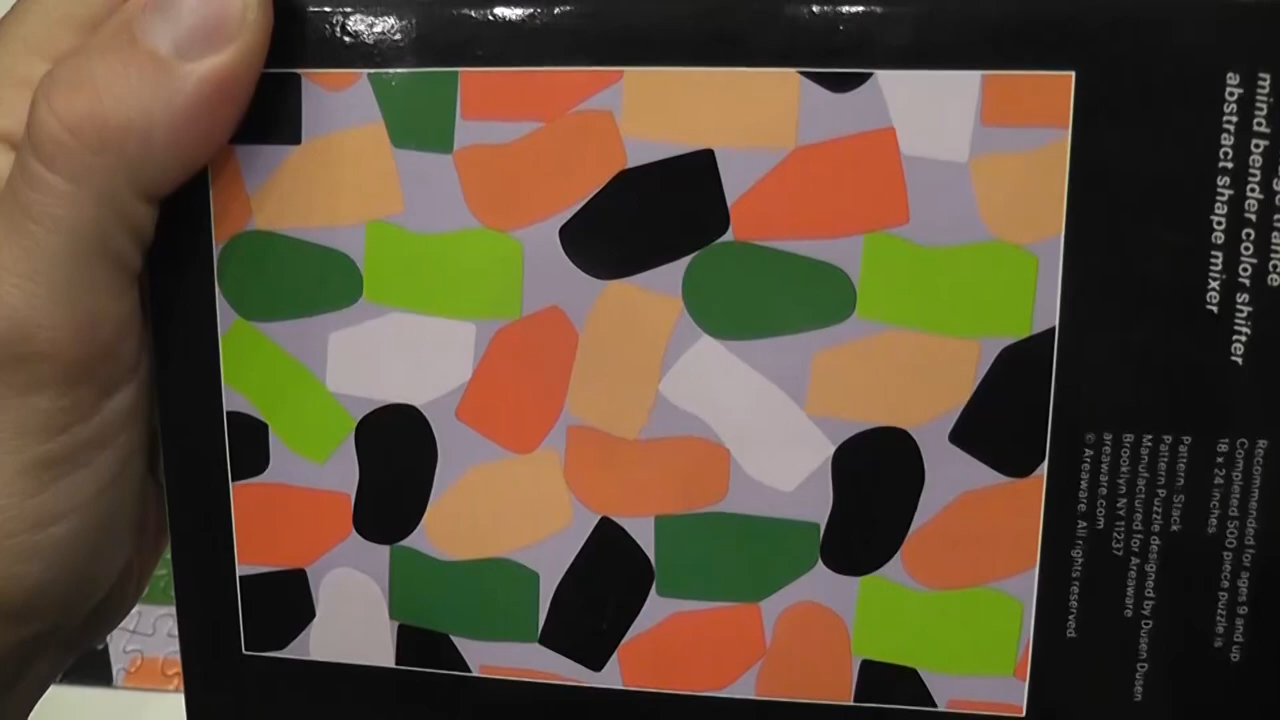 mind bender color shifter
abstract shape mixer
Recommended for ages 9 and up
Completed 500 piece puzzle is
18 x 24 inches
Pattern: Stack
Pattern Puzzle designed by Dusen Dusen
Manufactured for Areaware
Brooklyn NY 11237
areaware.com
© Areaware. All rights reserved.